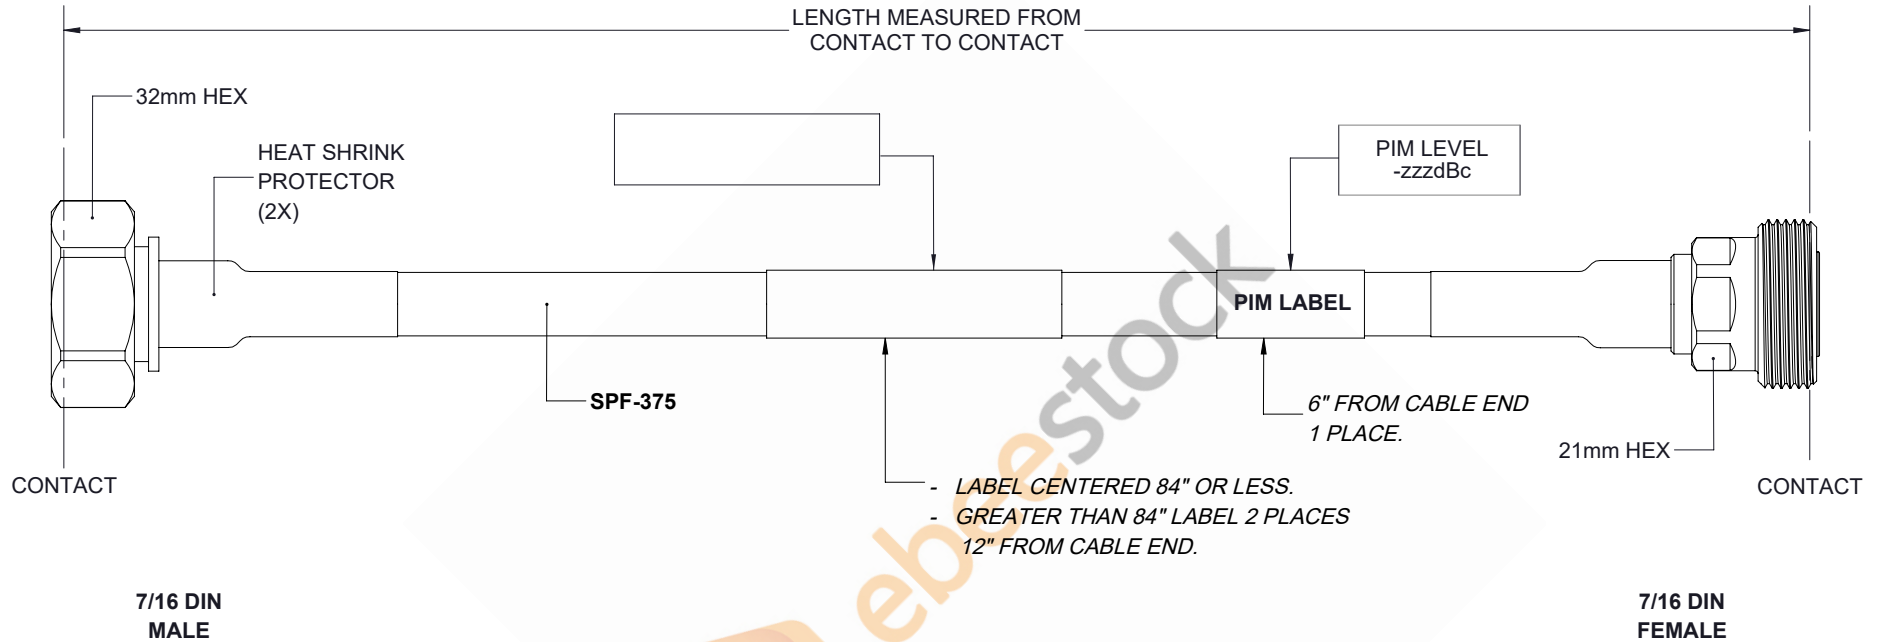 LENGTH MEASURED FROM
CONTACT TO CONTACT
32mm HEX
HEAT SHRINK
PROTECTOR
(2X)
PIM LEVEL
-zzzdBc
PIM LABEL
SPF-375
6" FROM CABLE END
1 PLACE.
21mm HEX
CONTACT
CONTACT
- LABEL CENTERED 84" OR LESS.
- GREATER THAN 84" LABEL 2 PLACES
12" FROM CABLE END.
7/16 DIN
MALE
7/16 DIN
FEMALE
ebeestock